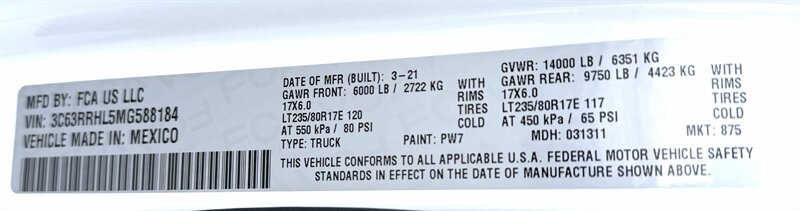 MFD BY: FCA US LLC
VIN: 3C63RRHL5MG588184
VEHICLE MADE IN: MEXICO
DATE OF MFR (BUILT): 3-21
GAWR FRONT: 6000 LB / 2722 KG WITH
17X6.0 RIMS
LT235/80R17E 120 TIRES
AT 550 kPa / 80 PSI COLD
TYPE: TRUCK PAINT: PW7
GVWR: 14000 LB / 6351 KG
GAWR REAR: 9750 LB / 4423 KG WITH
17X6.0 RIMS
LT235/80R17E 117 TIRES
AT 450 kPa / 65 PSI COLD
MDH: 031311 MKT: 875
THIS VEHICLE CONFORMS TO ALL APPLICABLE U.S.A. FEDERAL MOTOR VEHICLE SAFETY
STANDARDS IN EFFECT ON THE DATE OF MANUFACTURE SHOWN ABOVE.